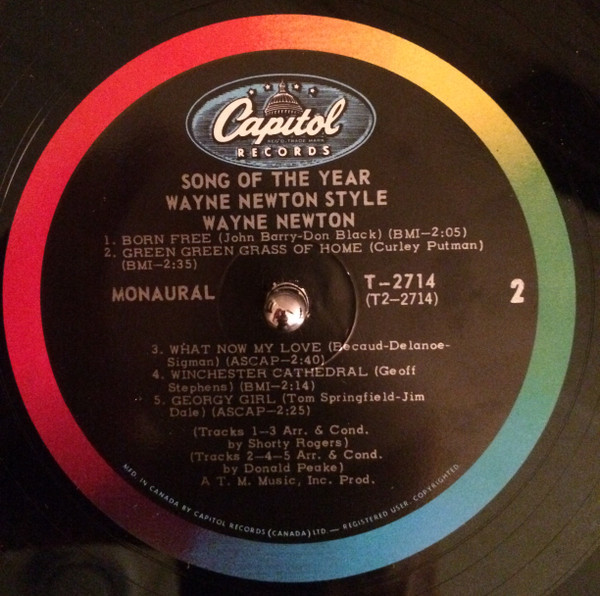 Capitol
REG'D. TRADE MARK
RECORDS
SONG OF THE YEAR
WAYNE NEWTON STYLE
WAYNE NEWTON
1. BORN FREE (John Barry-Don Black) (BMI-2:05)
2. GREEN GREEN GRASS OF HOME (Curley Putman)
(BMI-2:35)
MONAURAL
T-2714
(T2-2714)
2
3. WHAT NOW MY LOVE (Becaud-Delanoe-
Sigman) (ASCAP-2:40)
4. WINCHESTER CATHEDRAL (Geoff
Stephens) (BMI-2:14)
5. GEORGY GIRL (Tom Springfield-Jim
Dale) (ASCAP-2:25)
(Tracks 1-3 Arr. & Cond.
by Shorty Rogers)
(Tracks 2-4-5 Arr. & Cond.
by Donald Peake)
A T. M. Music, Inc. Prod.
MFD. IN CANADA BY CAPITOL RECORDS (CANADA) LTD. — REGISTERED USER. COPYRIGHTED.